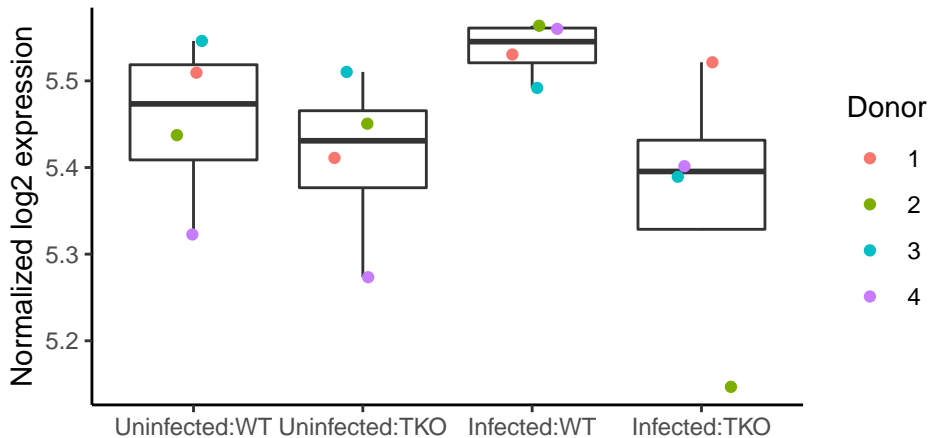 Normalized log2 expression
5.5
5.4
5.3
5.2
Uninfected:WT
Uninfected:TKO
Infected:WT
Infected:TKO
Donor
1
2
3
4